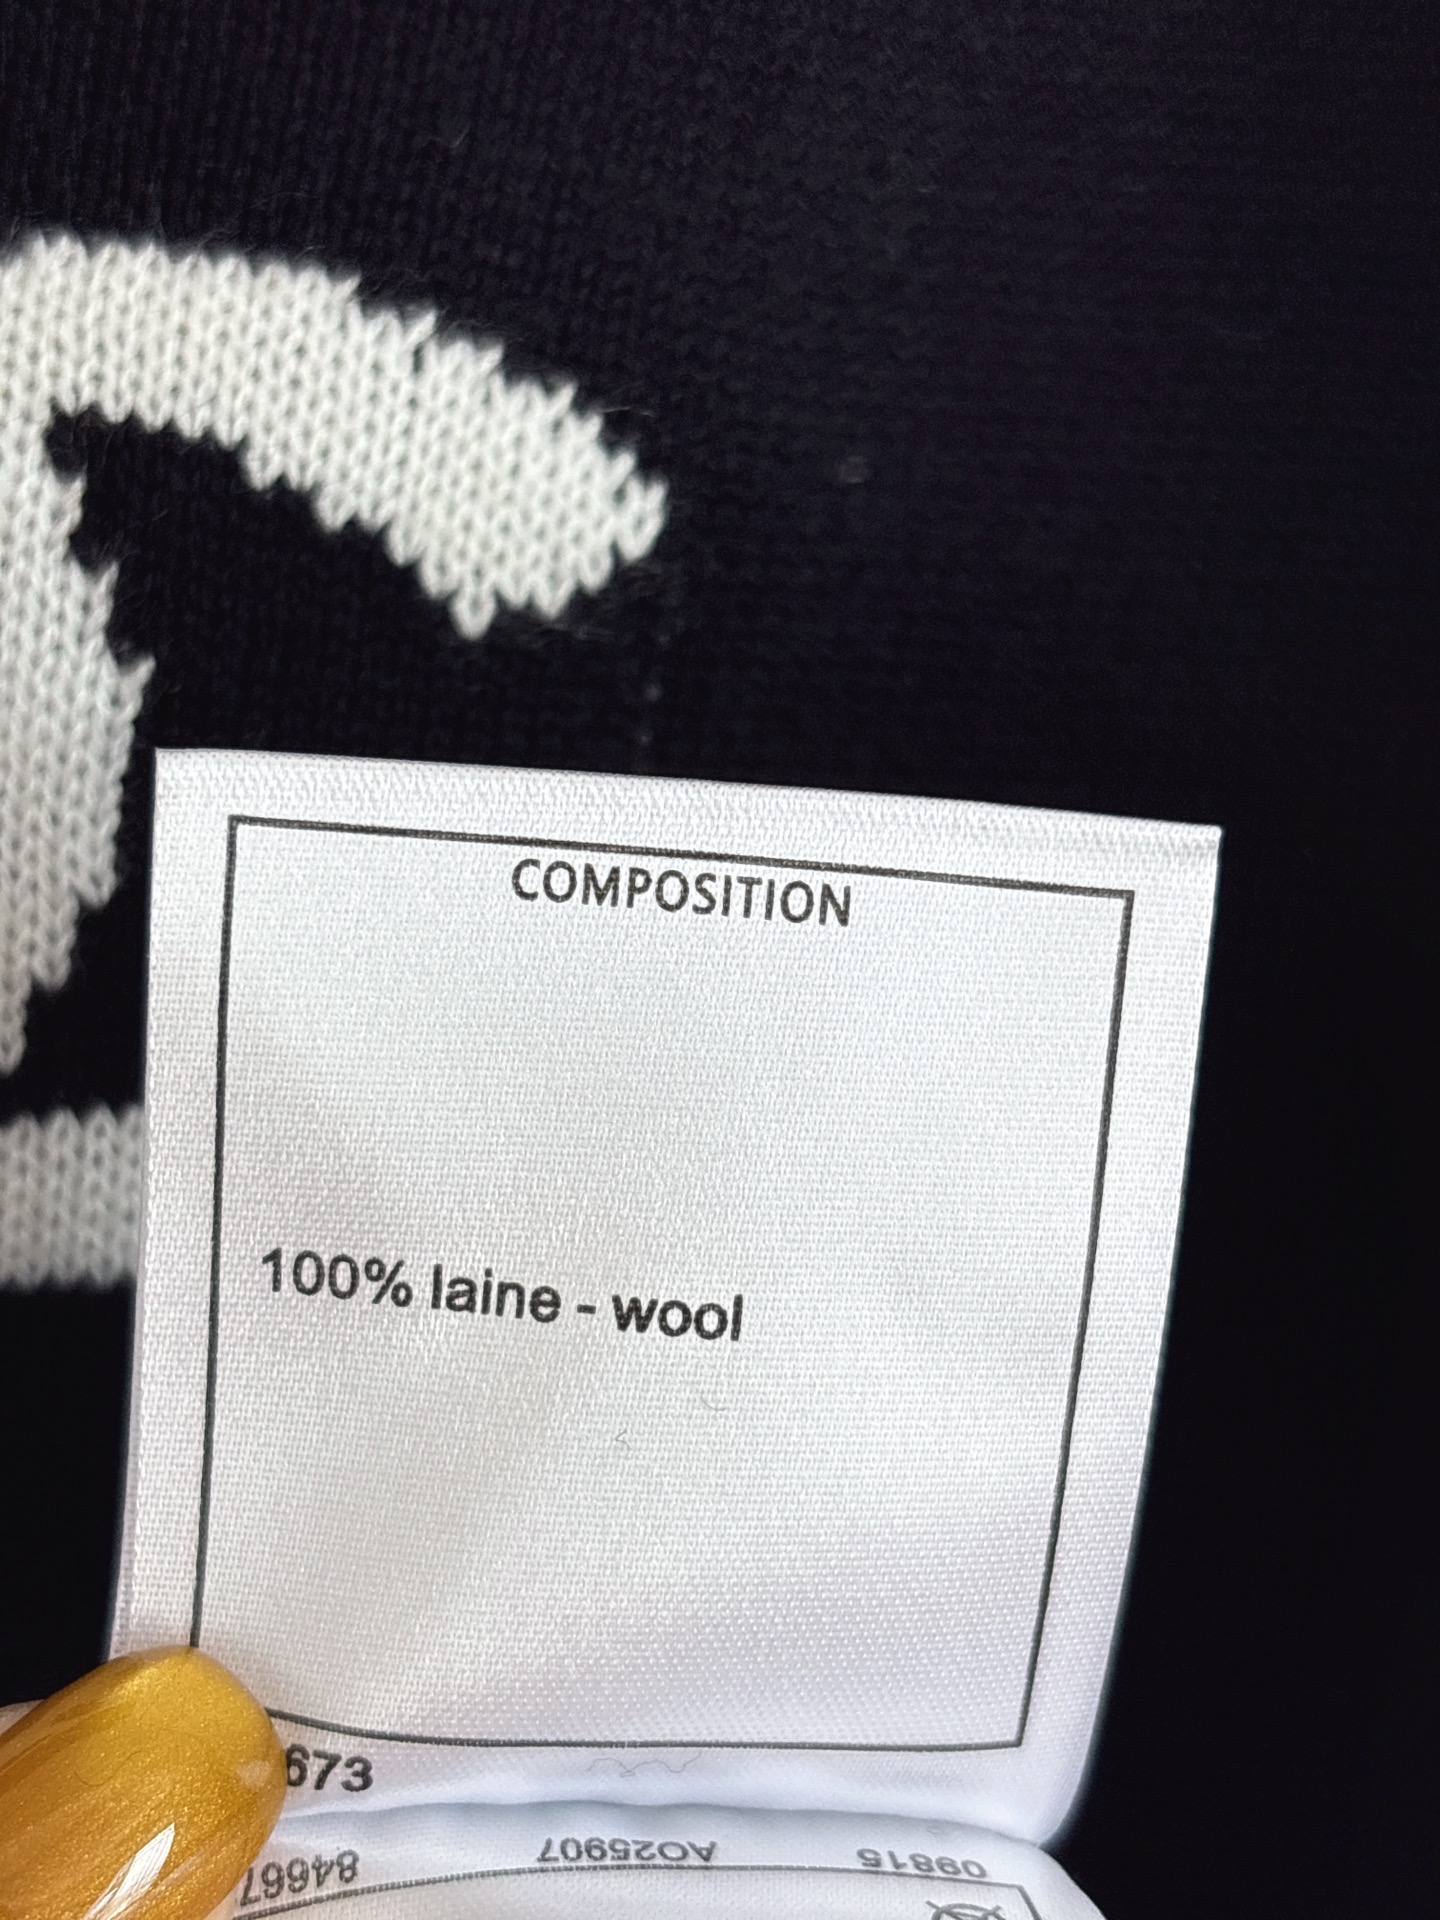 COMPOSITION
100% laine - wool
673
84667
AO25907
09815